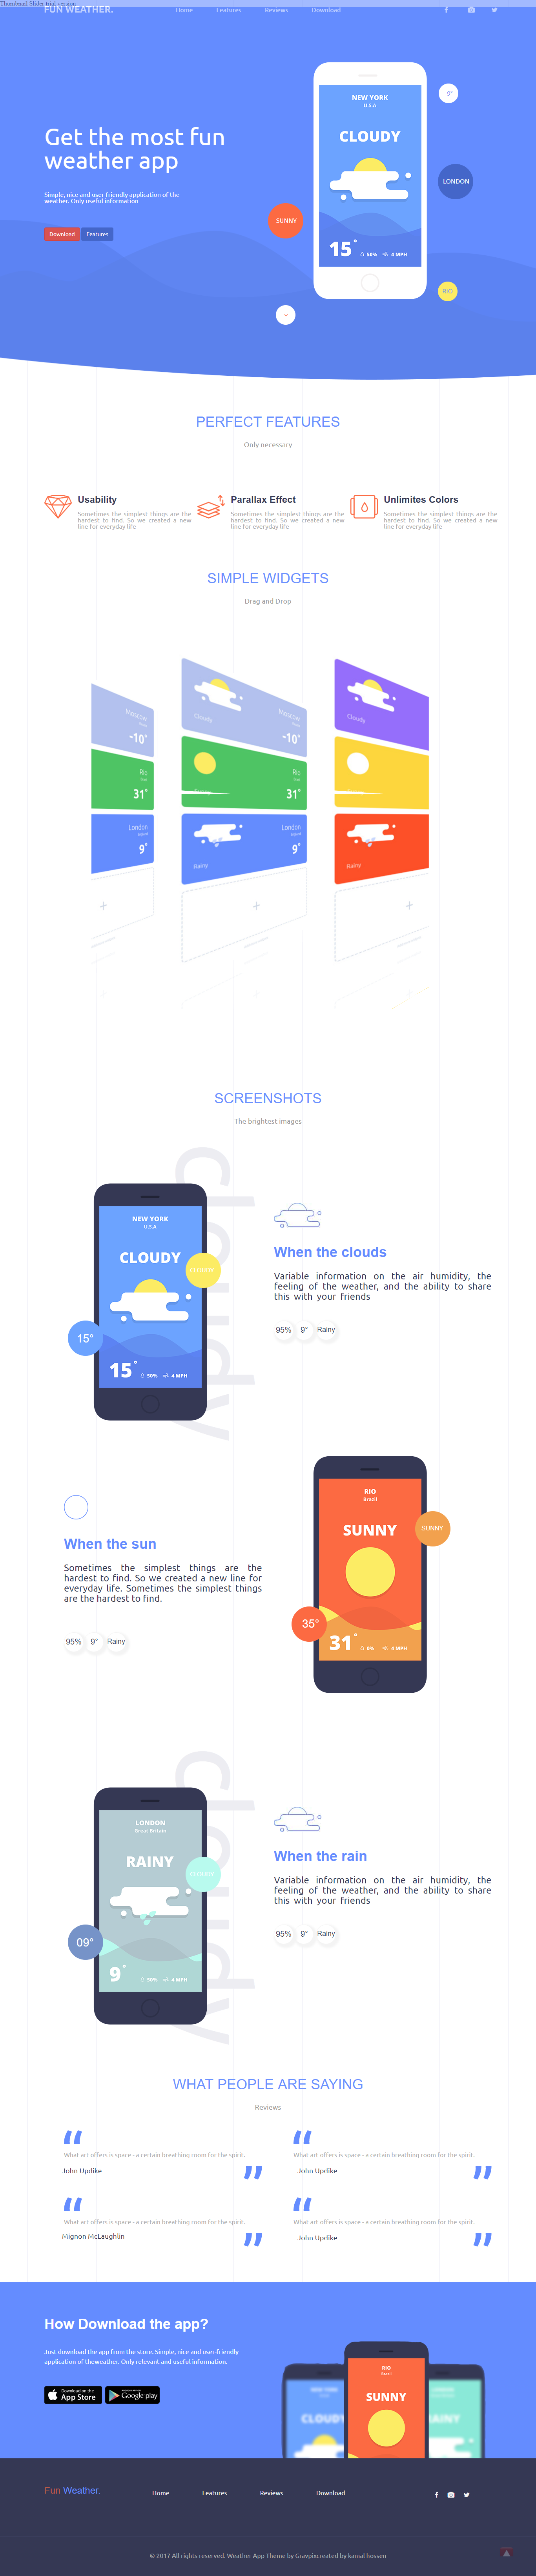 Thumbnail Slider trial version
FUN WEATHER.
Home
Features
Reviews
Download
Get the most fun
weather app
Simple, nice and user-friendly application of the
weather. Only useful information
Download
Features
NEW YORK
U.S.A
CLOUDY
15°
50%
4 MPH
9°
LONDON
SUNNY
RIO
PERFECT FEATURES
Only necessary
Usability
Sometimes the simplest things are the
hardest to find. So we created a new
line for everyday life
Parallax Effect
Sometimes the simplest things are the
hardest to find. So we created a new
line for everyday life
Unlimites Colors
Sometimes the simplest things are the
hardest to find. So we created a new
line for everyday life
SIMPLE WIDGETS
Drag and Drop
Moscow
-10°
Rio
31°
London
9°
Cloudy
Moscow
-10°
Rio
31°
London
9°
Rainy
Cloudy
Rainy
SCREENSHOTS
The brightest images
Cloudy
NEW YORK
U.S.A
CLOUDY
CLOUDY
15°
15°
50%
4 MPH
When the clouds
Variable information on the air humidity, the
feeling of the weather, and the ability to share
this with your friends
95%
9°
Rainy
When the sun
Sometimes the simplest things are the
hardest to find. So we created a new line for
everyday life. Sometimes the simplest things
are the hardest to find.
95%
9°
Rainy
RIO
Brazil
SUNNY
SUNNY
35°
31°
0%
4 MPH
Cloudy
LONDON
Great Britain
RAINY
CLOUDY
09°
9°
50%
4 MPH
When the rain
Variable information on the air humidity, the
feeling of the weather, and the ability to share
this with your friends
95%
9°
Rainy
WHAT PEOPLE ARE SAYING
Reviews
What art offers is space - a certain breathing room for the spirit.
John Updike
What art offers is space - a certain breathing room for the spirit.
John Updike
What art offers is space - a certain breathing room for the spirit.
Mignon McLaughlin
What art offers is space - a certain breathing room for the spirit.
John Updike
How Download the app?
Just download the app from the store. Simple, nice and user-friendly
application of theweather. Only relevant and useful information.
Download on the
App Store
Google play
RIO
Brazil
SUNNY
CLOUDY
RAINY
Fun Weather.
Home
Features
Reviews
Download
© 2017 All rights reserved. Weather App Theme by Gravpixcreated by kamal hossen